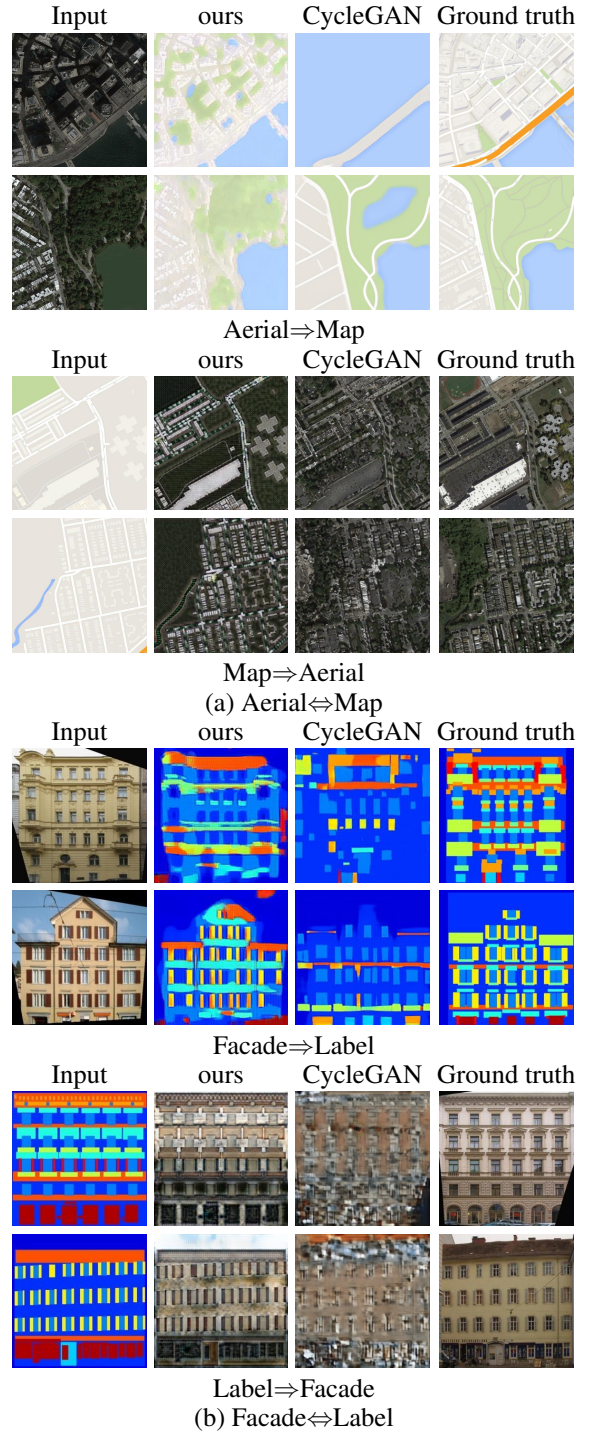 Input ours CycleGAN Ground truth
Aerial⇒Map
Input ours CycleGAN Ground truth
Map⇒Aerial
(a) Aerial⇔Map
Input ours CycleGAN Ground truth
Facade⇒Label
Input ours CycleGAN Ground truth
Label⇒Facade
(b) Facade⇔Label